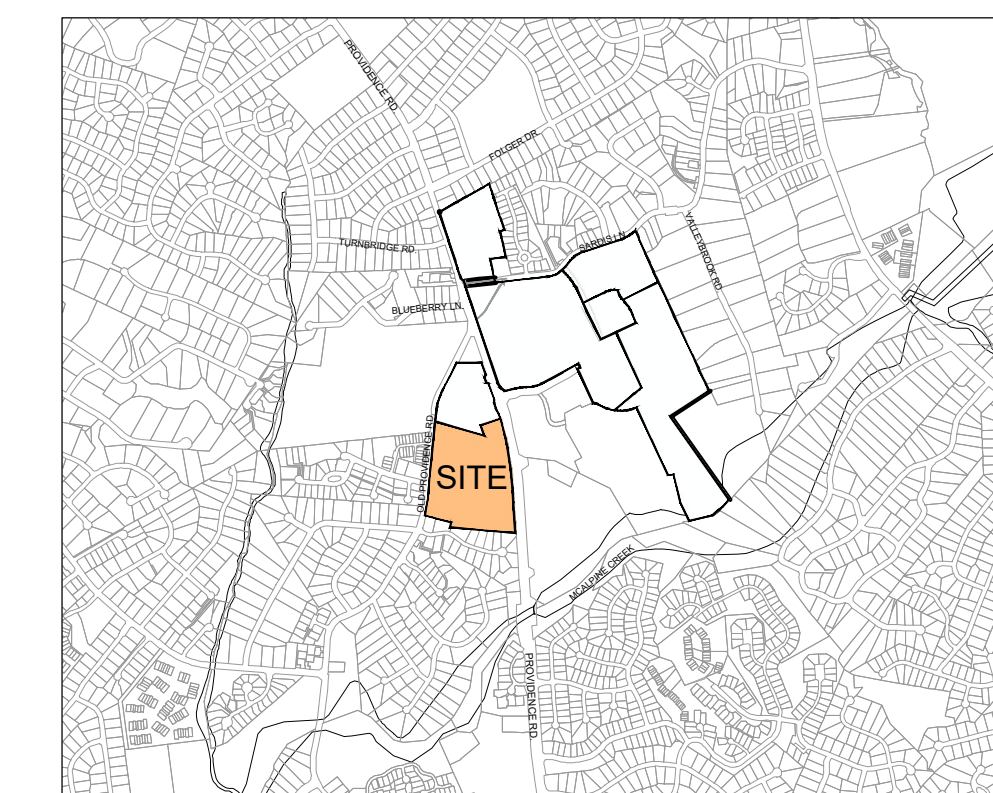 PROVIDENCE RD.
FOLGER DR.
TURNBRIDGE RD.
SARDIS LN.
VALLEYBROOK RD.
BLUEBERRY LN.
OLD PROVIDENCE RD.
SITE
MCALPINE CREEK
PROVIDENCE RD.